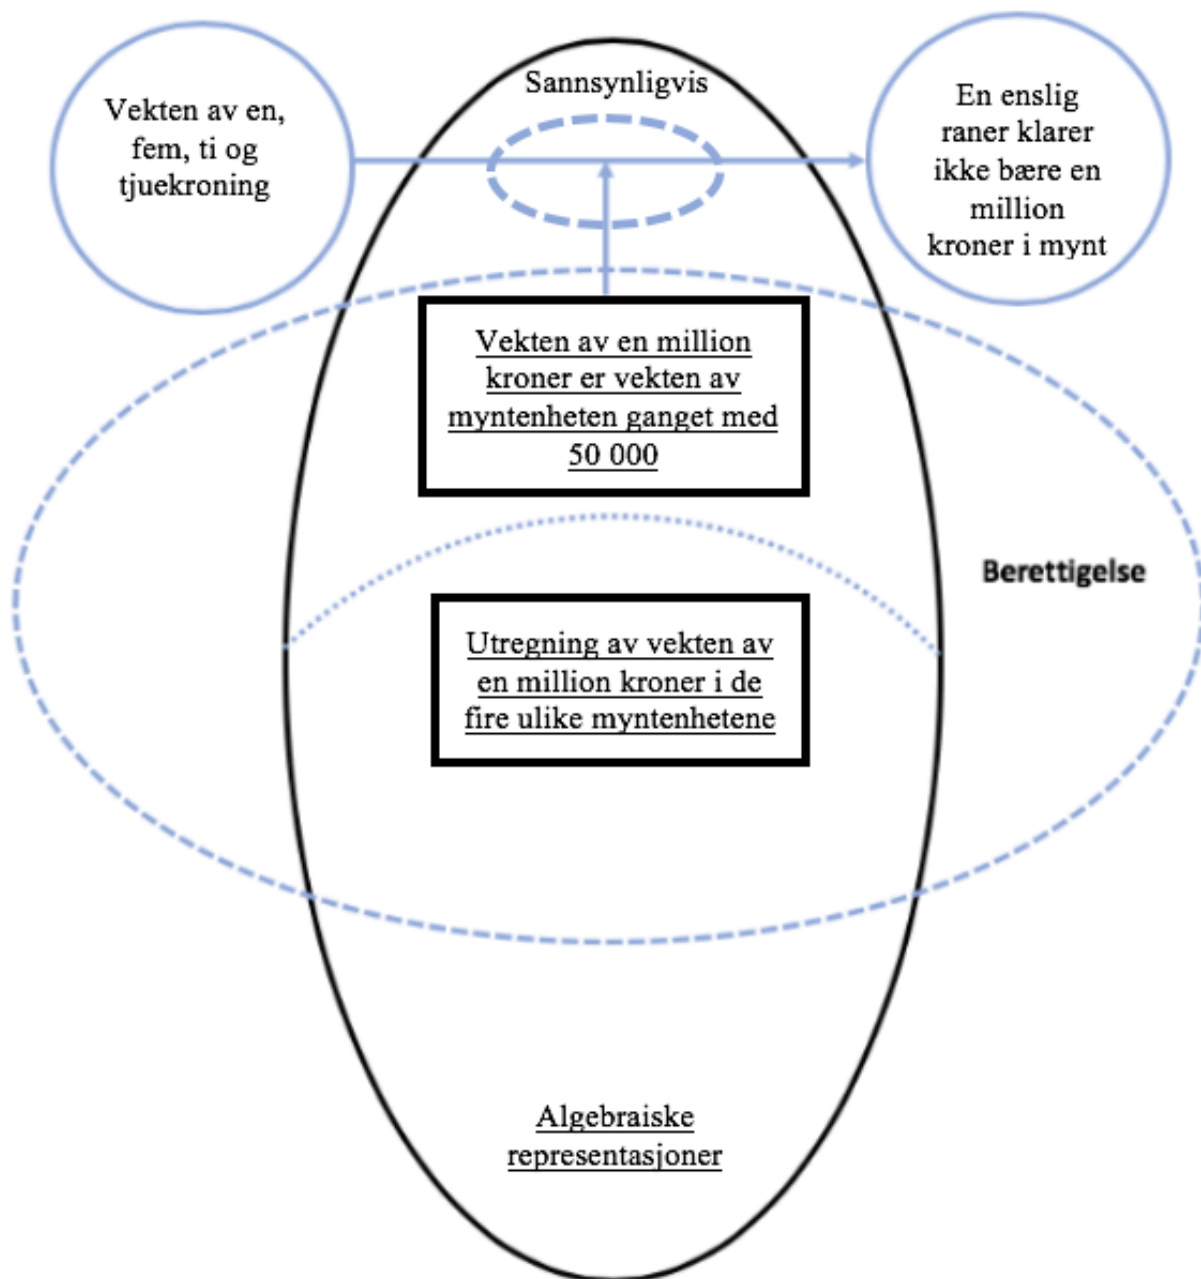 Sannsynligvis
Vekten av en,
fem, ti og
tjuekroning
En enslig
raner klarer
ikke bære en
million
kroner i mynt
Vekten av en million
kroner er vekten av
myntenheten ganget med
50 000
Berettigelse
Utregning av vekten av
en million kroner i de
fire ulike myntenhetene
Algebraiske
representasjoner